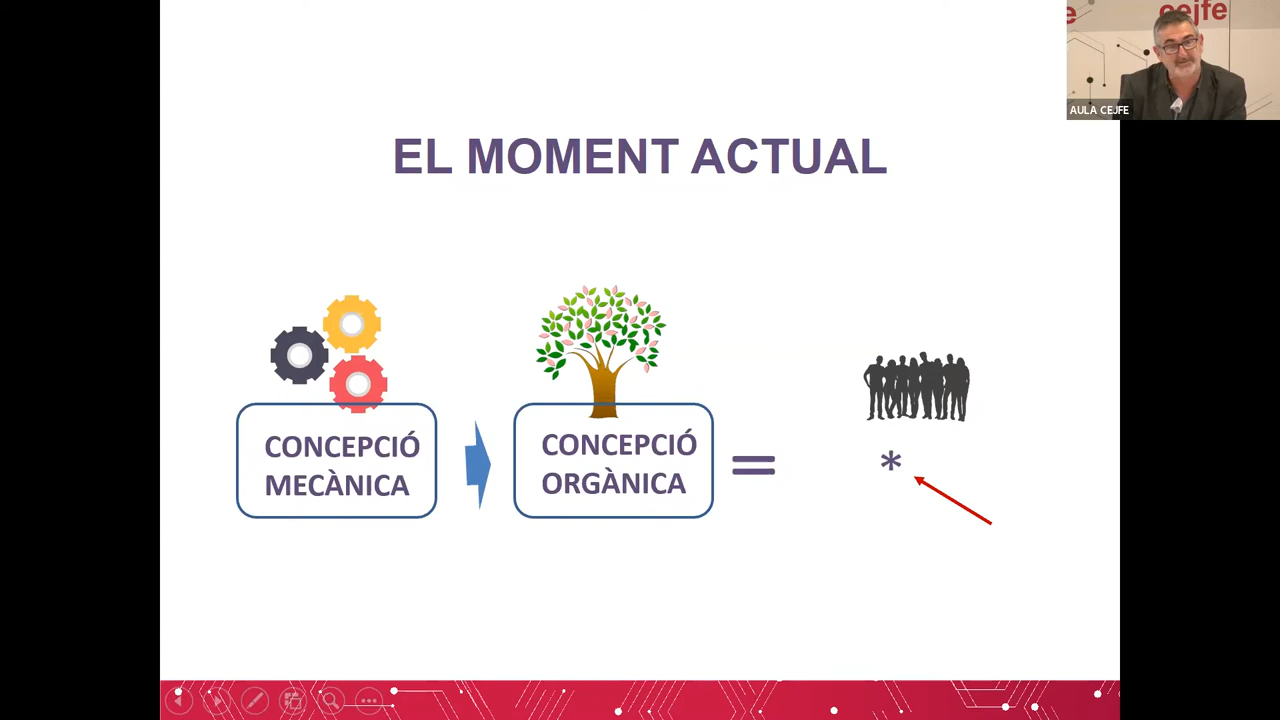 cejfe
AULA CEJFE
EL MOMENT ACTUAL
CONCEPCIÓ
MECÀNICA
CONCEPCIÓ
ORGÀNICA
=
*